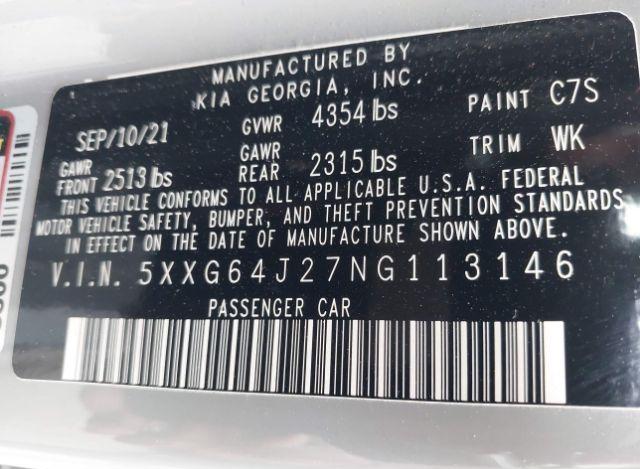 MANUFACTURED BY
KIA GEORGIA, INC.
SEP/10/21 GVWR 4354 lbs PAINT C7S
GAWR FRONT 2513 lbs GAWR REAR 2315 lbs TRIM WK
THIS VEHICLE CONFORMS TO ALL APPLICABLE U.S.A. FEDERAL
MOTOR VEHICLE SAFETY, BUMPER, AND THEFT PREVENTION STANDARDS
IN EFFECT ON THE DATE OF MANUFACTURE SHOWN ABOVE.
V.I.N. 5XXG64J27NG113146
PASSENGER CAR